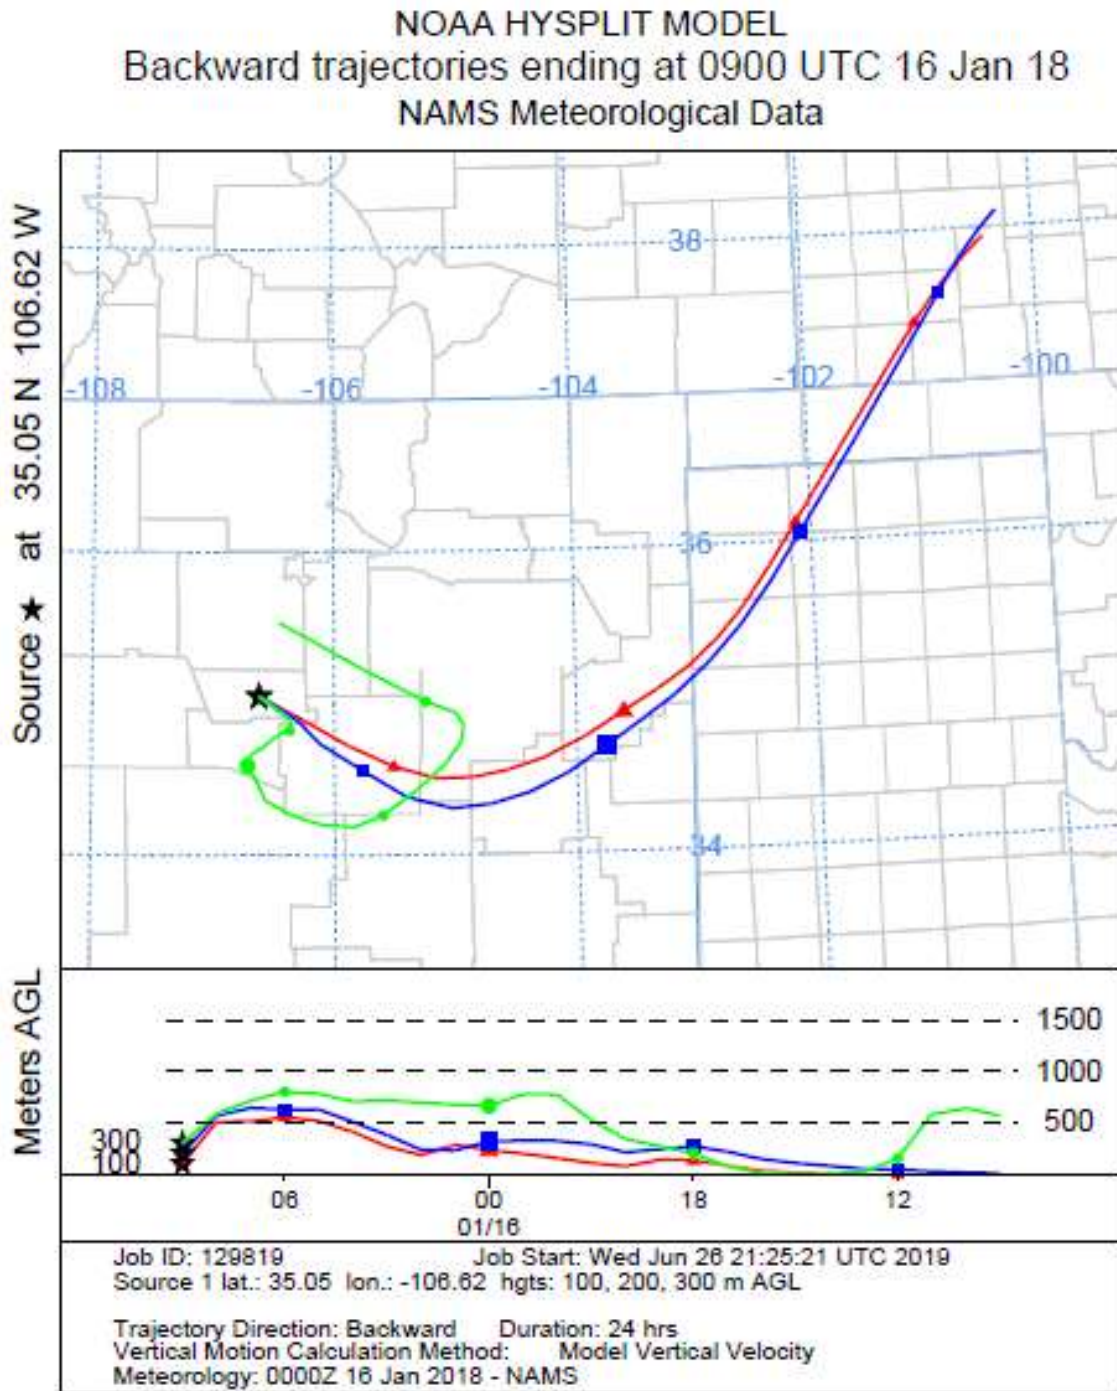 NOAA HYSPLIT MODEL
Backward trajectories ending at 0900 UTC 16 Jan 18
NAMS Meteorological Data
Source ★ at 35.05 N 106.62 W
38
-108
-106
-104
-102
-100
36
34
Meters AGL
1500
1000
500
300
100
06
00
18
12
01/16
Job ID: 129819 Job Start: Wed Jun 26 21:25:21 UTC 2019
Source 1 lat.: 35.05 lon.: -106.62 hgts: 100, 200, 300 m AGL
Trajectory Direction: Backward Duration: 24 hrs
Vertical Motion Calculation Method: Model Vertical Velocity
Meteorology: 0000Z 16 Jan 2018 - NAMS